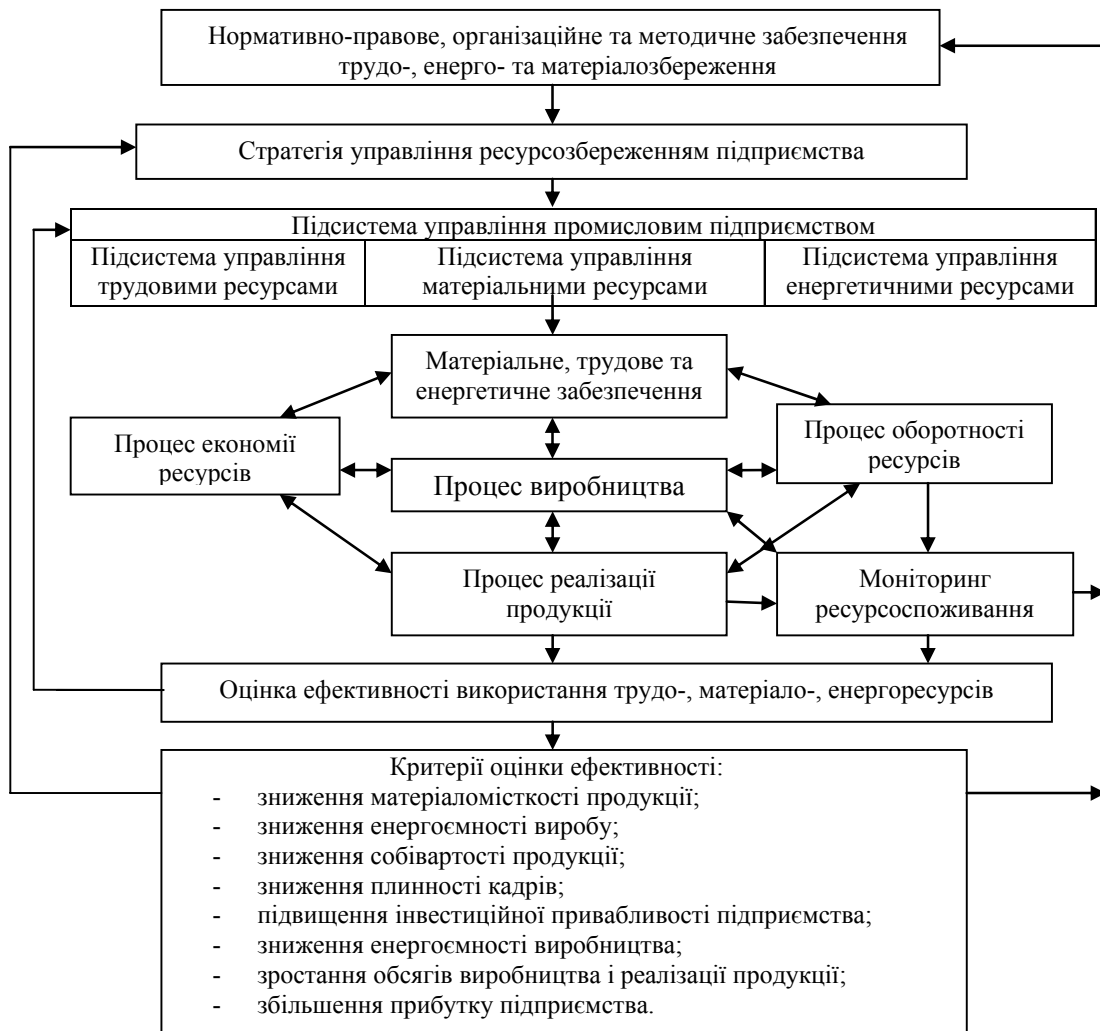 Нормативно-правове, організаційне та методичне забезпечення
трудо-, енерго- та матеріалозбереження
Стратегія управління ресурсозбереженням підприємства
Підсистема управління промисловим підприємством
Підсистема управління
трудовими ресурсами
Підсистема управління
матеріальними ресурсами
Підсистема управління
енергетичними ресурсами
Матеріальне, трудове та
енергетичне забезпечення
Процес економії
ресурсів
Процес оборотності
ресурсів
Процес виробництва
Процес реалізації
продукції
Моніторинг
ресурсоспоживання
Оцінка ефективності використання трудо-, матеріало-, енергоресурсів
Критерії оцінки ефективності:
- зниження матеріаломісткості продукції;
- зниження енергоємності виробу;
- зниження собівартості продукції;
- зниження плинності кадрів;
- підвищення інвестиційної привабливості підприємства;
- зниження енергоємності виробництва;
- зростання обсягів виробництва і реалізації продукції;
- збільшення прибутку підприємства.